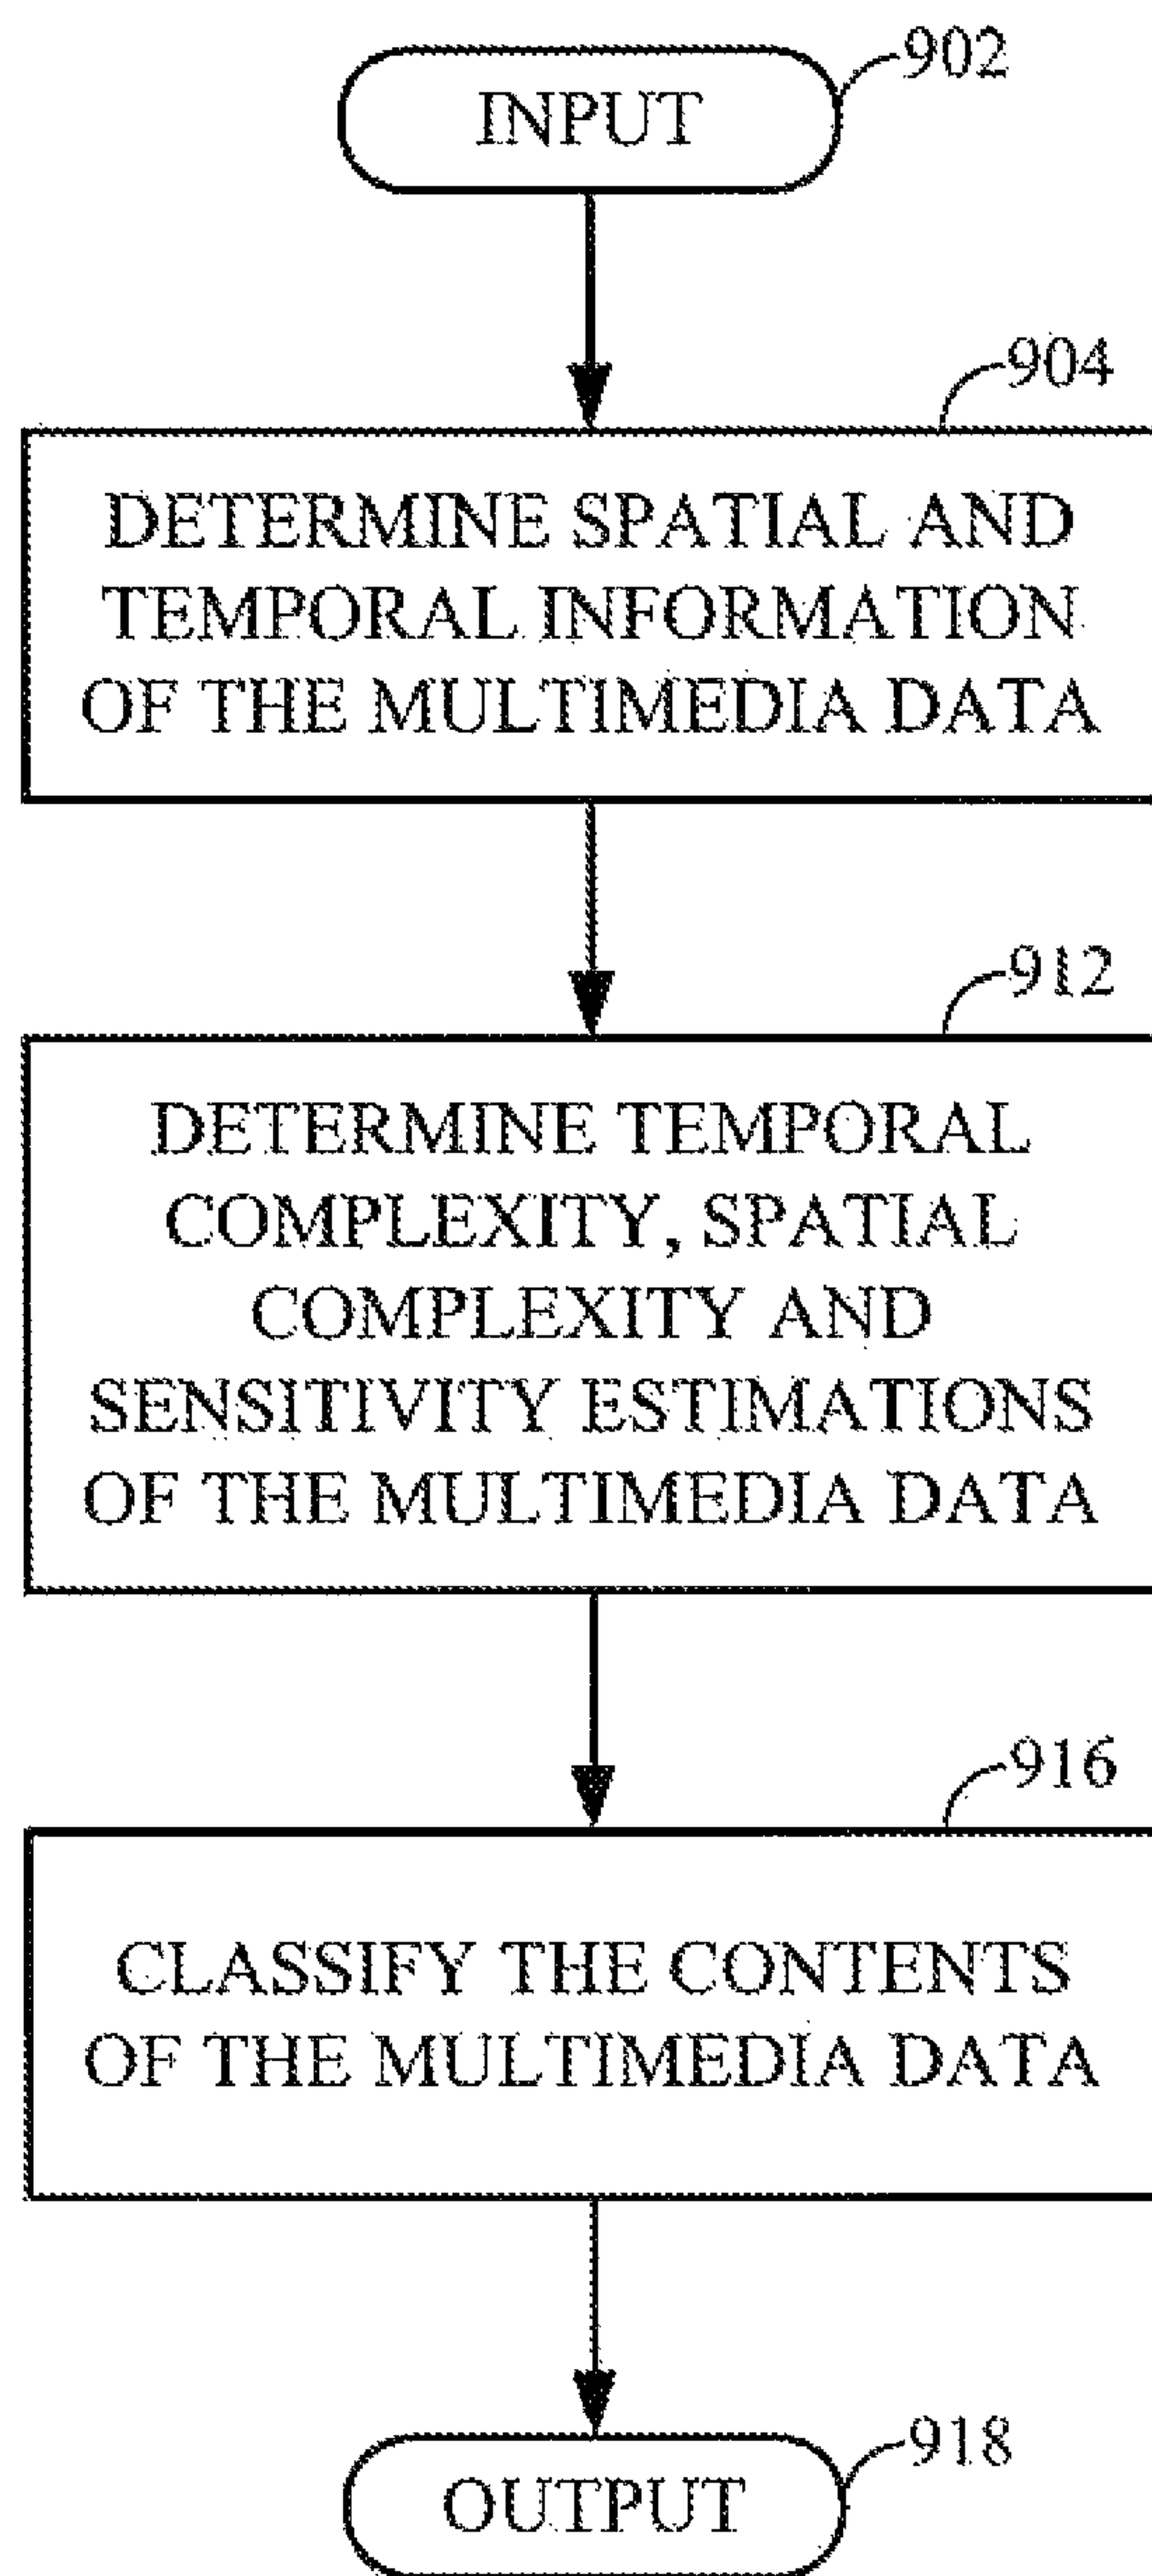 902
INPUT
904
DETERMINE SPATIAL AND
TEMPORAL INFORMATION
OF THE MULTIMEDIA DATA
912
DETERMINE TEMPORAL
COMPLEXITY, SPATIAL
COMPLEXITY AND
SENSITIVITY ESTIMATIONS
OF THE MULTIMEDIA DATA
916
CLASSIFY THE CONTENTS
OF THE MULTIMEDIA DATA
918
OUTPUT